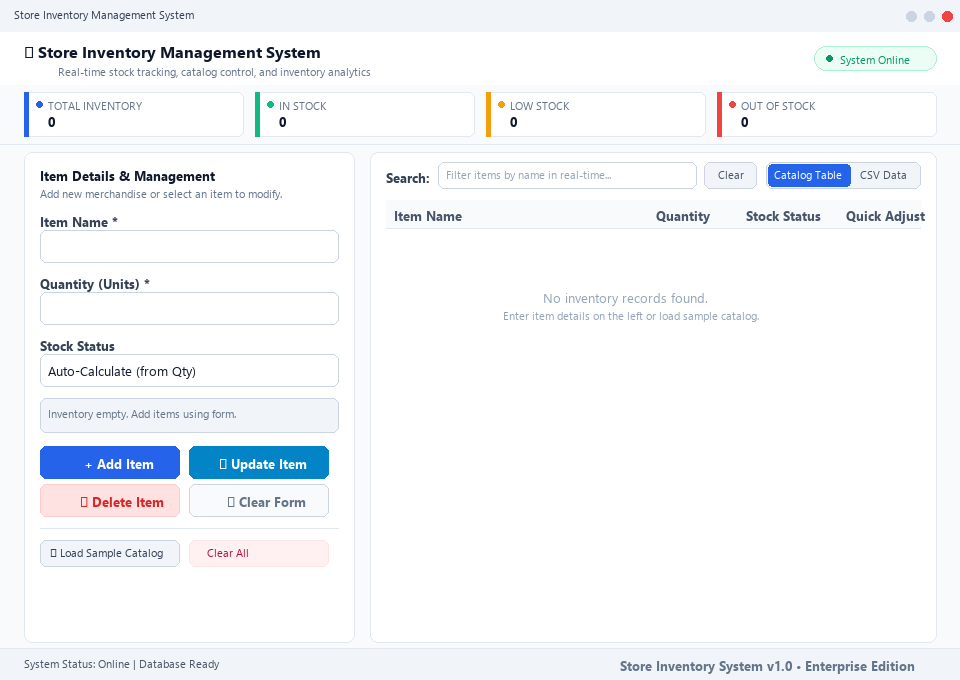 Store Inventory Management System
Store Inventory Management System
Real-time stock tracking, catalog control, and inventory analytics
System Online
TOTAL INVENTORY
0
IN STOCK
0
LOW STOCK
0
OUT OF STOCK
0
Item Details & Management
Add new merchandise or select an item to modify.
Item Name *
Quantity (Units) *
Stock Status
Auto-Calculate (from Qty)
Inventory empty. Add items using form.
+ Add Item
Update Item
Delete Item
Clear Form
Load Sample Catalog
Clear All
Search:
Filter items by name in real-time...
Clear
Catalog Table
CSV Data
Item Name
Quantity
Stock Status
Quick Adjust
No inventory records found.
Enter item details on the left or load sample catalog.
System Status: Online | Database Ready
Store Inventory System v1.0 • Enterprise Edition